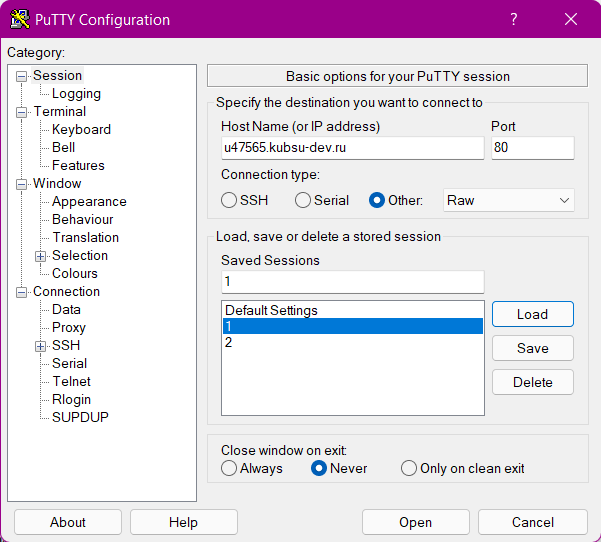 PuTTY Configuration
?
Category:
Session
Logging
Terminal
Keyboard
Bell
Features
Window
Appearance
Behaviour
Translation
Selection
Colours
Connection
Data
Proxy
SSH
Serial
Telnet
Rlogin
SUPDUP
Basic options for your PuTTY session
Specify the destination you want to connect to
Host Name (or IP address) Port
u47565.kubsu-dev.ru 80
Connection type:
SSH Serial Other: Raw
Load, save or delete a stored session
Saved Sessions
1
Default Settings
1
2
Load
Save
Delete
Close window on exit:
Always Never Only on clean exit
About Help Open Cancel